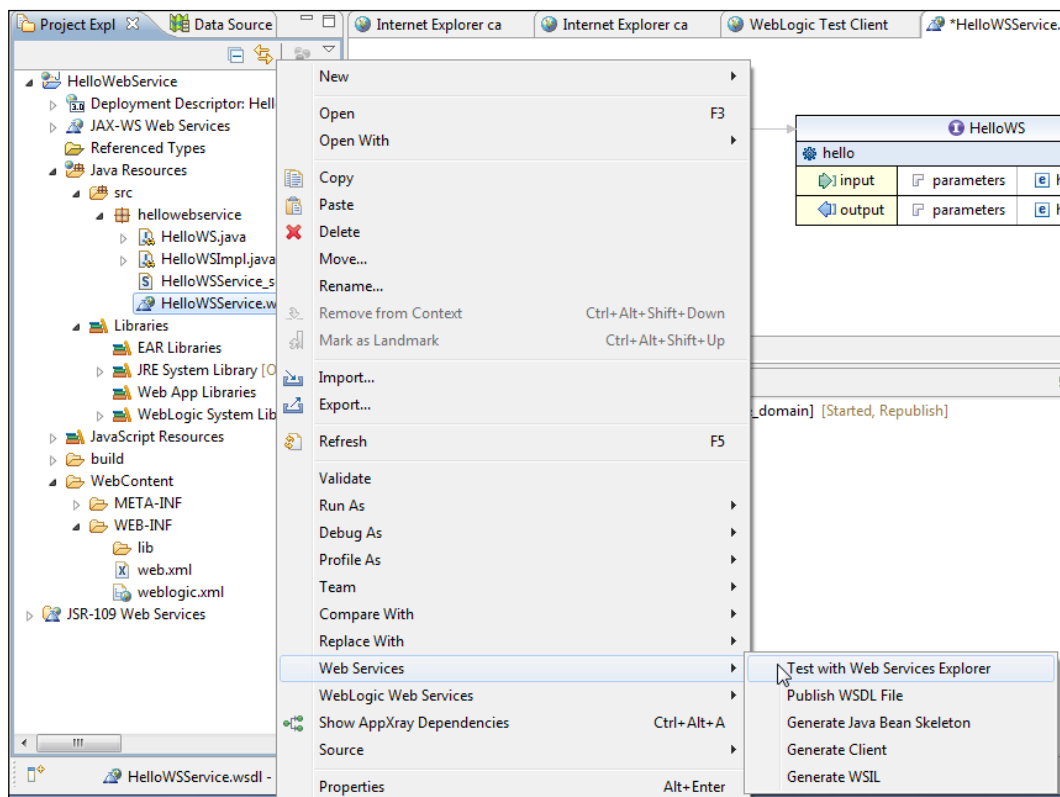 Project Expl
Data Source
Internet Explorer ca
Internet Explorer ca
WebLogic Test Client
*HelloWSService.
HelloWebService
Deployment Descriptor: Hell
JAX-WS Web Services
Referenced Types
Java Resources
src
hellowebservice
HelloWS.java
HelloWSImpl.java
HelloWSService_s
HelloWSService.w
Libraries
EAR Libraries
JRE System Library [O
Web App Libraries
WebLogic System Lib
JavaScript Resources
build
WebContent
META-INF
WEB-INF
lib
web.xml
weblogic.xml
JSR-109 Web Services
HelloWSService.wsdl -
New
Open F3
Open With
Copy
Paste
Delete
Move...
Rename...
Remove from Context Ctrl+Alt+Shift+Down
Mark as Landmark Ctrl+Alt+Shift+Up
Import...
Export...
Refresh F5
Validate
Run As
Debug As
Profile As
Team
Compare With
Replace With
Web Services
WebLogic Web Services
Show AppXray Dependencies Ctrl+Alt+A
Source
Properties Alt+Enter
Test with Web Services Explorer
Publish WSDL File
Generate Java Bean Skeleton
Generate Client
Generate WSIL
HelloWS
hello
input parameters e h
output parameters e h
_domain] [Started, Republish]